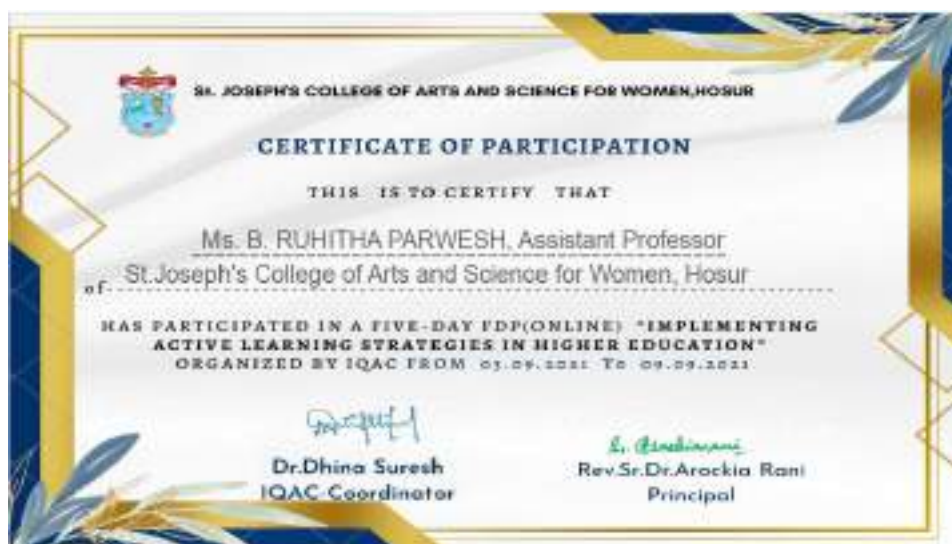 St. JOSEPH'S COLLEGE OF ARTS AND SCIENCE FOR WOMEN,HOSUR
CERTIFICATE OF PARTICIPATION
THIS IS TO CERTIFY THAT
Ms. B. RUHITHA PARWESH, Assistant Professor
of St.Joseph's College of Arts and Science for Women, Hosur
HAS PARTICIPATED IN A FIVE-DAY FDP(ONLINE) "IMPLEMENTING
ACTIVE LEARNING STRATEGIES IN HIGHER EDUCATION"
ORGANIZED BY IQAC FROM 03.09.2021 To 09.09.2021
Dr.Dhina Suresh
IQAC Coordinator
Rev.Sr.Dr.Arockia Rani
Principal